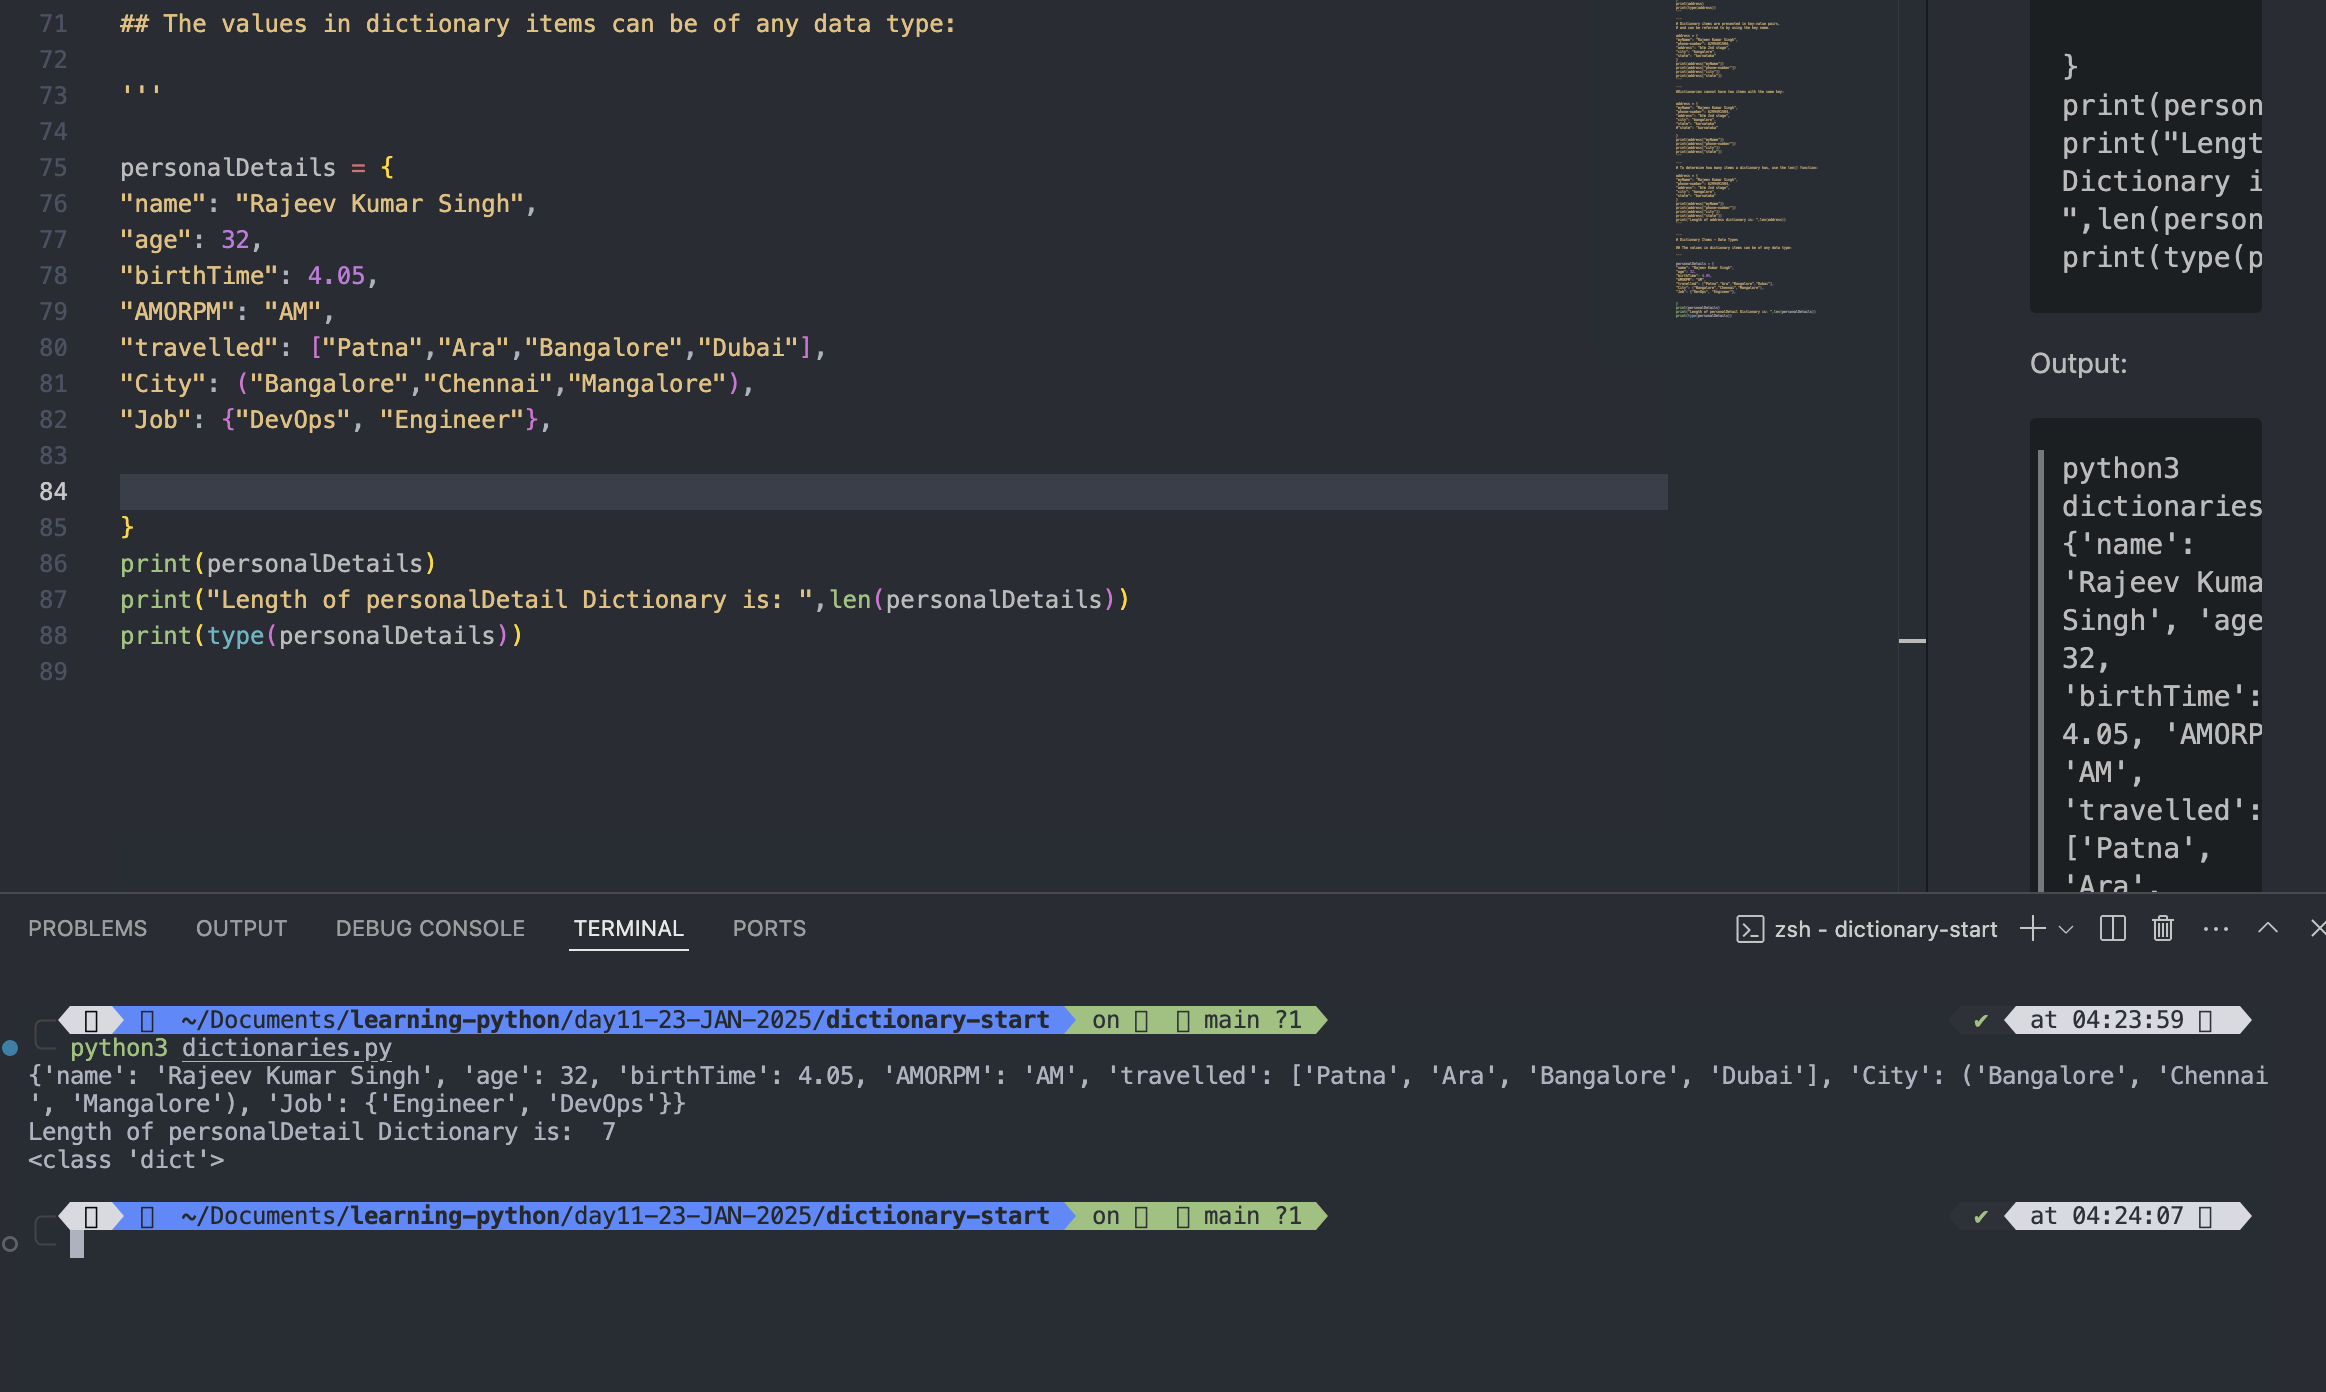 71 ## The values in dictionary items can be of any data type:
72
73 '''
74
75 personalDetails = {
76 "name": "Rajeev Kumar Singh",
77 "age": 32,
78 "birthTime": 4.05,
79 "AMORPM": "AM",
80 "travelled": ["Patna","Ara","Bangalore","Dubai"],
81 "City": ("Bangalore","Chennai","Mangalore"),
82 "Job": {"DevOps", "Engineer"},
83
84
85 }
86 print(personalDetails)
87 print("Length of personalDetail Dictionary is: ",len(personalDetails))
88 print(type(personalDetails))
89
}
print(person
print("Lengt
Dictionary i
",len(person
print(type(p
Output:
python3
dictionaries
{'name':
'Rajeev Kuma
Singh', 'age
32,
'birthTime':
4.05, 'AMORP
'AM',
'travelled':
['Patna',
'Ara',
PROBLEMS OUTPUT DEBUG CONSOLE TERMINAL PORTS zsh - dictionary-start
~/Documents/learning-python/day11-23-JAN-2025/dictionary-start on main ?1 ✔ at 04:23:59
python3 dictionaries.py
{'name': 'Rajeev Kumar Singh', 'age': 32, 'birthTime': 4.05, 'AMORPM': 'AM', 'travelled': ['Patna', 'Ara', 'Bangalore', 'Dubai'], 'City': ('Bangalore', 'Chennai
', 'Mangalore'), 'Job': {'Engineer', 'DevOps'}}
Length of personalDetail Dictionary is:  7
<class 'dict'>
~/Documents/learning-python/day11-23-JAN-2025/dictionary-start on main ?1 ✔ at 04:24:07